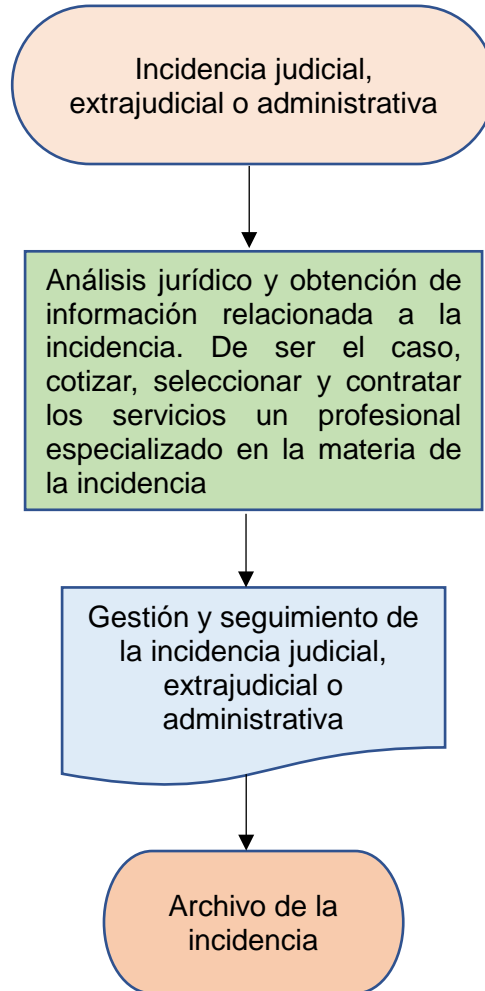 Incidencia judicial,
extrajudicial o administrativa
Análisis jurídico y obtención de
información relacionada a la
incidencia. De ser el caso,
cotizar, seleccionar y contratar
los servicios un profesional
especializado en la materia de
la incidencia
Gestión y seguimiento de
la incidencia judicial,
extrajudicial o
administrativa
Archivo de la
incidencia